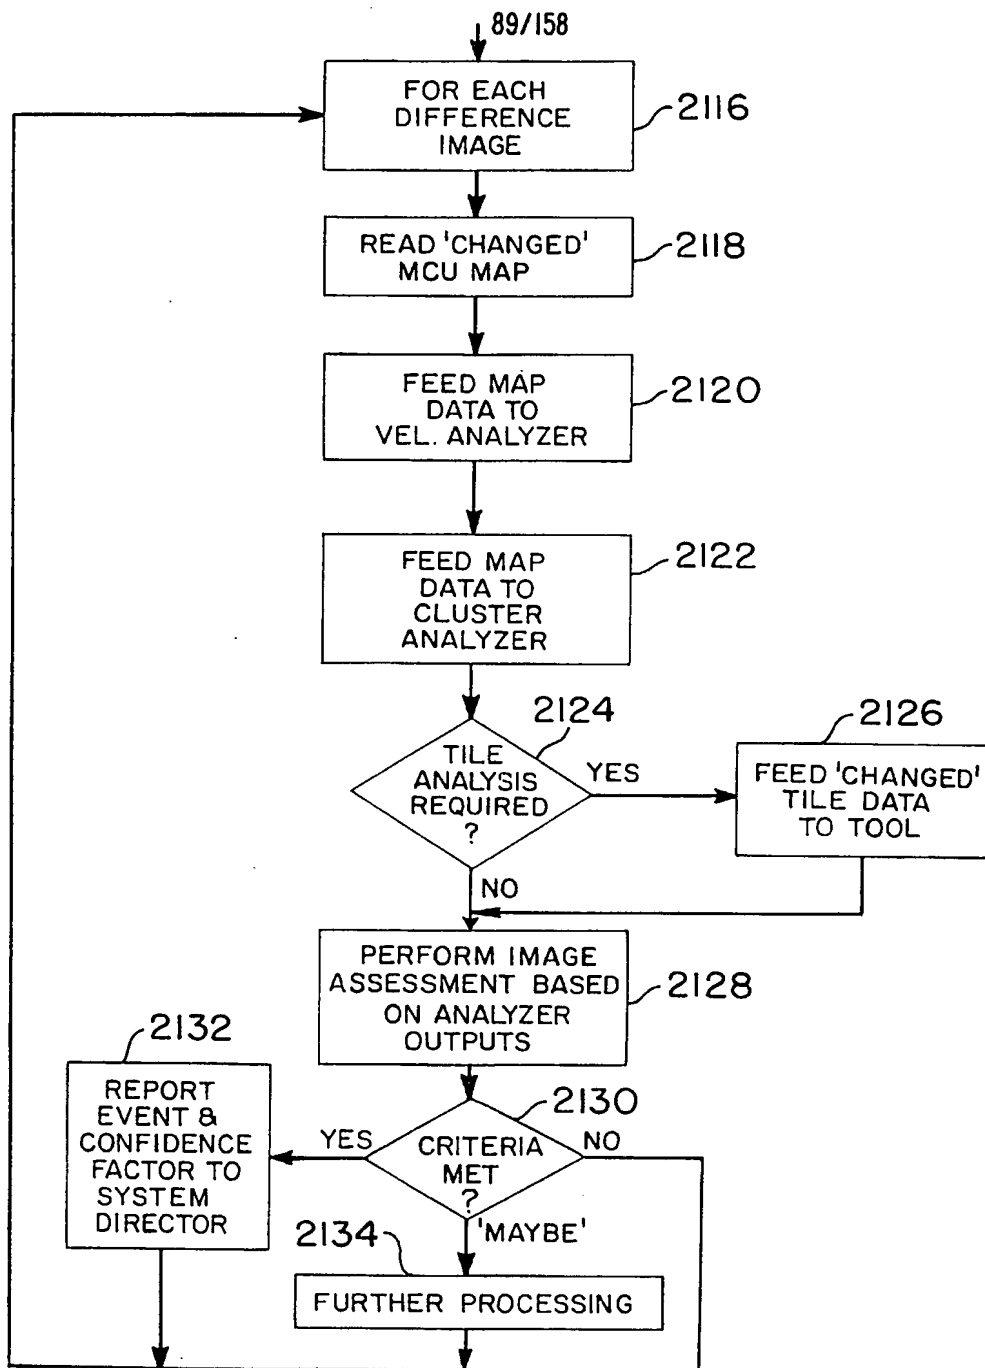 89/158
FOR EACH
DIFFERENCE
IMAGE
2116
READ 'CHANGED'
MCU MAP
2118
FEED MAP
DATA TO
VEL. ANALYZER
2120
FEED MAP
DATA TO
CLUSTER
ANALYZER
2122
2124
TILE
ANALYSIS
REQUIRED
?
YES
NO
2126
FEED 'CHANGED'
TILE DATA
TO TOOL
PERFORM IMAGE
ASSESSMENT BASED
ON ANALYZER
OUTPUTS
2128
2130
CRITERIA
MET
?
YES
NO
'MAYBE'
2132
REPORT
EVENT &
CONFIDENCE
FACTOR TO
SYSTEM
DIRECTOR
2134
FURTHER PROCESSING